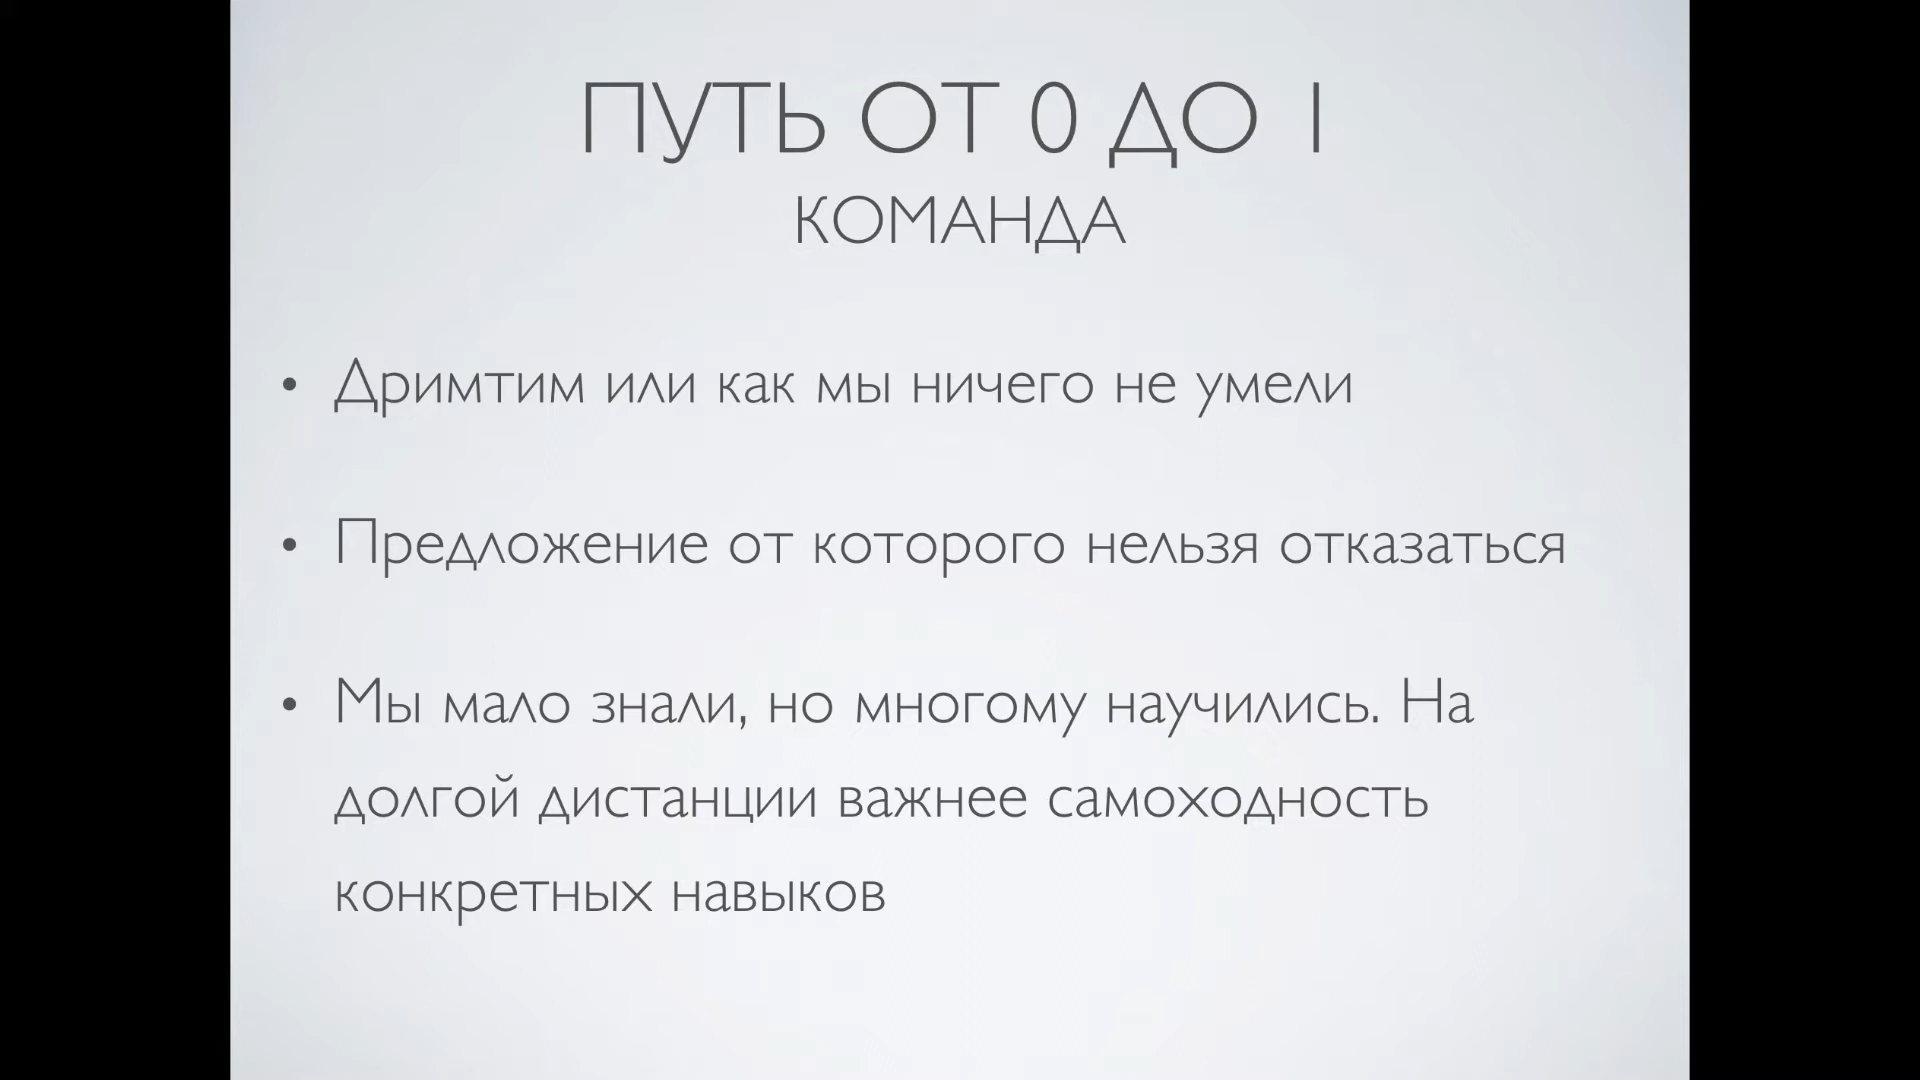 ПУТЬ ОТ 0 ДО 1
КОМАНДА
• Дримтим или как мы ничего не умели
• Предложение от которого нельзя отказаться
• Мы мало знали, но многому научились. На
долгой дистанции важнее самоходность
конкретных навыков